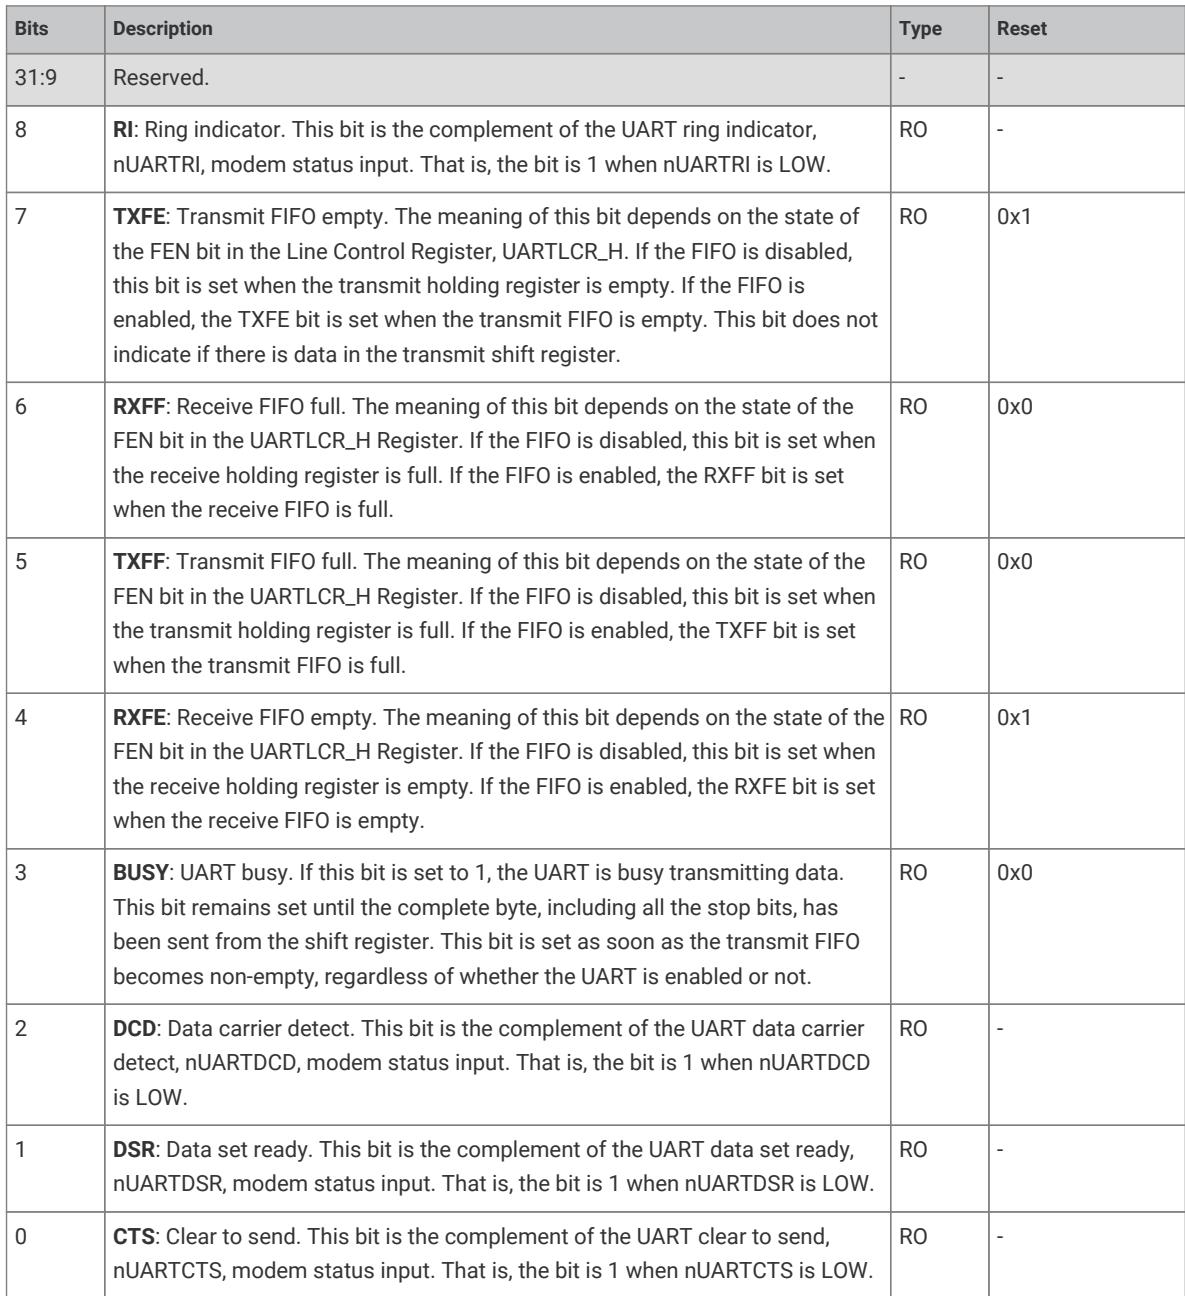 Bits Description Type Reset
31:9 Reserved. - -
8 RI: Ring indicator. This bit is the complement of the UART ring indicator, RO -
nUARTRI, modem status input. That is, the bit is 1 when nUARTRI is LOW.
7 TXFE: Transmit FIFO empty. The meaning of this bit depends on the state of RO 0x1
the FEN bit in the Line Control Register, UARTLCR_H. If the FIFO is disabled,
this bit is set when the transmit holding register is empty. If the FIFO is
enabled, the TXFE bit is set when the transmit FIFO is empty. This bit does not
indicate if there is data in the transmit shift register.
6 RXFF: Receive FIFO full. The meaning of this bit depends on the state of the RO 0x0
FEN bit in the UARTLCR_H Register. If the FIFO is disabled, this bit is set when
the receive holding register is full. If the FIFO is enabled, the RXFF bit is set
when the receive FIFO is full.
5 TXFF: Transmit FIFO full. The meaning of this bit depends on the state of the RO 0x0
FEN bit in the UARTLCR_H Register. If the FIFO is disabled, this bit is set when
the transmit holding register is full. If the FIFO is enabled, the TXFF bit is set
when the transmit FIFO is full.
4 RXFE: Receive FIFO empty. The meaning of this bit depends on the state of the RO 0x1
FEN bit in the UARTLCR_H Register. If the FIFO is disabled, this bit is set when
the receive holding register is empty. If the FIFO is enabled, the RXFE bit is set
when the receive FIFO is empty.
3 BUSY: UART busy. If this bit is set to 1, the UART is busy transmitting data. RO 0x0
This bit remains set until the complete byte, including all the stop bits, has
been sent from the shift register. This bit is set as soon as the transmit FIFO
becomes non-empty, regardless of whether the UART is enabled or not.
2 DCD: Data carrier detect. This bit is the complement of the UART data carrier RO -
detect, nUARTDCD, modem status input. That is, the bit is 1 when nUARTDCD
is LOW.
1 DSR: Data set ready. This bit is the complement of the UART data set ready, RO -
nUARTDSR, modem status input. That is, the bit is 1 when nUARTDSR is LOW.
0 CTS: Clear to send. This bit is the complement of the UART clear to send, RO -
nUARTCTS, modem status input. That is, the bit is 1 when nUARTCTS is LOW.